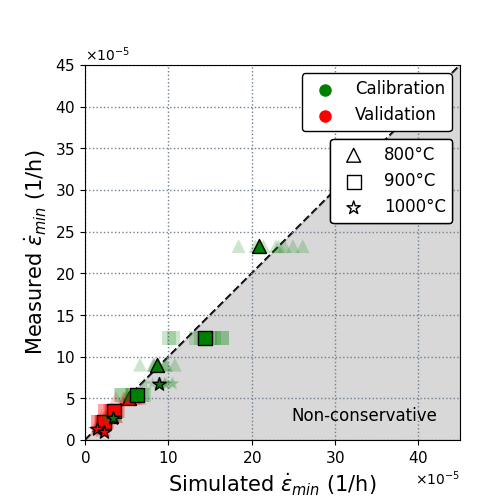 ×10⁻⁵
45
40
35
30
25
20
15
10
5
0
Measured ε̇ₘᵢₙ (1/h)
Calibration
Validation
800°C
900°C
1000°C
Non-conservative
0
10
20
30
40
×10⁻⁵
Simulated ε̇ₘᵢₙ (1/h)